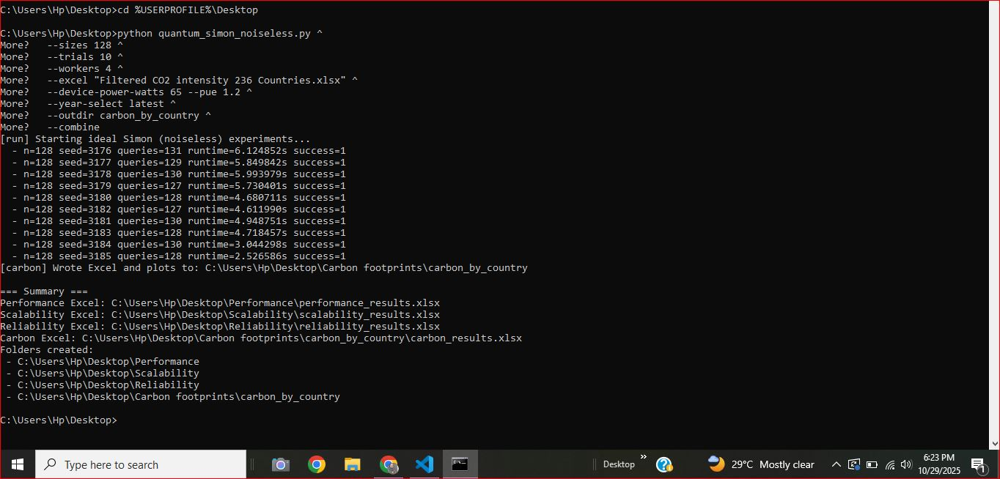 C:\Users\Hp\Desktop>cd %USERPROFILE%\Desktop
C:\Users\Hp\Desktop>python quantum_simon_noiseless.py ^
More?   --sizes 128 ^
More?   --trials 10 ^
More?   --workers 4 ^
More?   --excel "Filtered CO2 intensity 236 Countries.xlsx" ^
More?   --device-power-watts 65 --pue 1.2 ^
More?   --year-select latest ^
More?   --outdir carbon_by_country ^
More?   --combine
[run] Starting ideal Simon (noiseless) experiments...
  - n=128 seed=3176 queries=131 runtime=6.124852s success=1
  - n=128 seed=3177 queries=129 runtime=5.849842s success=1
  - n=128 seed=3178 queries=130 runtime=5.993979s success=1
  - n=128 seed=3179 queries=127 runtime=5.730401s success=1
  - n=128 seed=3180 queries=128 runtime=4.680711s success=1
  - n=128 seed=3182 queries=127 runtime=4.611990s success=1
  - n=128 seed=3181 queries=130 runtime=4.948751s success=1
  - n=128 seed=3183 queries=128 runtime=4.718457s success=1
  - n=128 seed=3184 queries=130 runtime=3.044298s success=1
  - n=128 seed=3185 queries=128 runtime=2.526586s success=1
[carbon] Wrote Excel and plots to: C:\Users\Hp\Desktop\Carbon footprints\carbon_by_country
=== Summary ===
Performance Excel: C:\Users\Hp\Desktop\Performance\performance_results.xlsx
Scalability Excel: C:\Users\Hp\Desktop\Scalability\scalability_results.xlsx
Reliability Excel: C:\Users\Hp\Desktop\Reliability\reliability_results.xlsx
Carbon Excel: C:\Users\Hp\Desktop\Carbon footprints\carbon_by_country\carbon_results.xlsx
Folders created:
 - C:\Users\Hp\Desktop\Performance
 - C:\Users\Hp\Desktop\Scalability
 - C:\Users\Hp\Desktop\Reliability
 - C:\Users\Hp\Desktop\Carbon footprints\carbon_by_country
C:\Users\Hp\Desktop>
Type here to search
Desktop
29°C Mostly clear
6:23 PM
10/29/2025
1